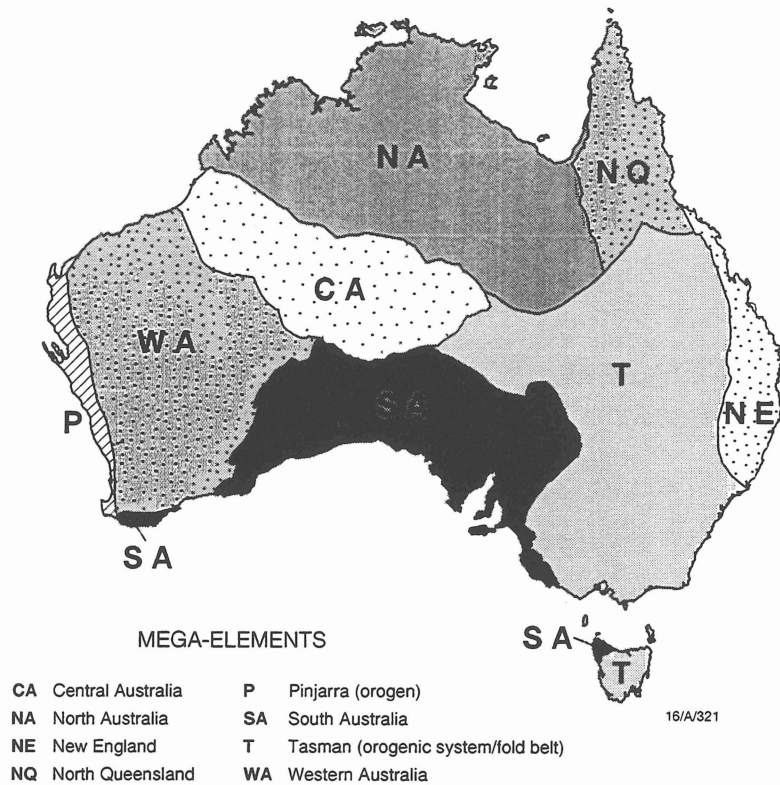 NA
NQ
CA
WA
T
SA
P
NE
SA
SA
T
MEGA-ELEMENTS
CA Central Australia
NA North Australia
NE New England
NQ North Queensland
P Pinjarra (orogen)
SA South Australia
T Tasman (orogenic system/fold belt)
WA Western Australia
16/A/321